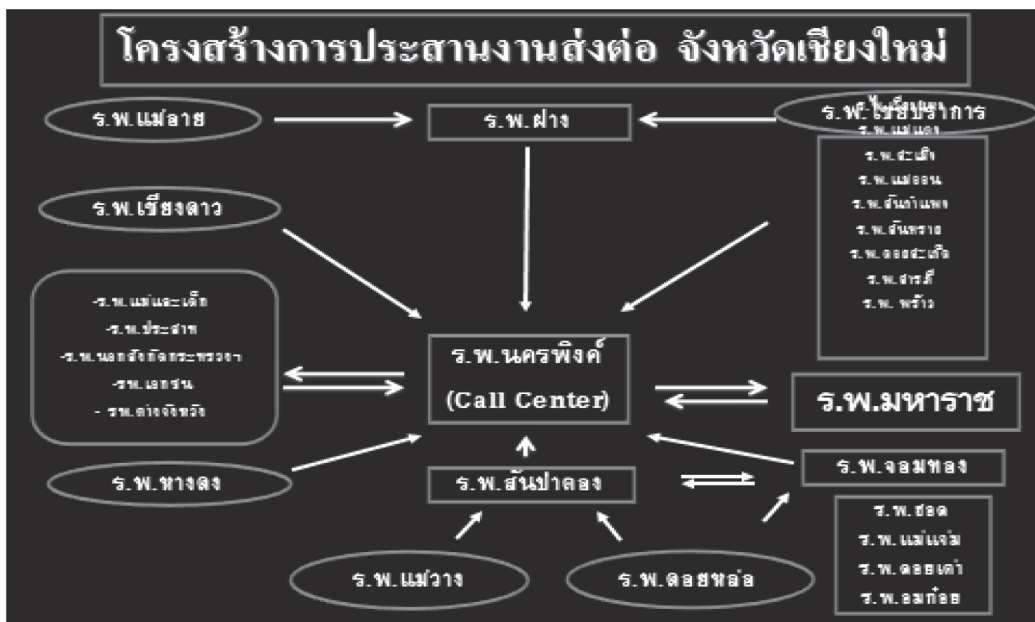 โครงสร้างการประสานงานส่งต่อ จังหวัดเชียงใหม่
ร.พ.แม่อาย
ร.พ.ฝาง
ร.พ.ไชยปราการ
ร.พ.แม่แตง
ร.พ.สะเมิง
ร.พ.แม่ออน
ร.พ.สันกำแพง
ร.พ.สันทราย
ร.พ.ดอยสะเก็ด
ร.พ.สารภี
ร.พ. พร้าว
ร.พ.เชียงดาว
-ร.พ.แม่และเด็ก
-ร.พ.ประสาท
-ร.พ.นอกสังกัดกระทรวงฯ
-รพ.เอกชน
- รพ.ต่างจังหวัด
ร.พ.นครพิงค์
(Call Center)
ร.พ.มหาราช
ร.พ.หางดง
ร.พ.สันป่าตอง
ร.พ.จอมทอง
ร.พ.ฮอด
ร.พ.แม่แจ่ม
ร.พ.ดอยเต่า
ร.พ.อมก๋อย
ร.พ.แม่วาง
ร.พ.ดอยหล่อ